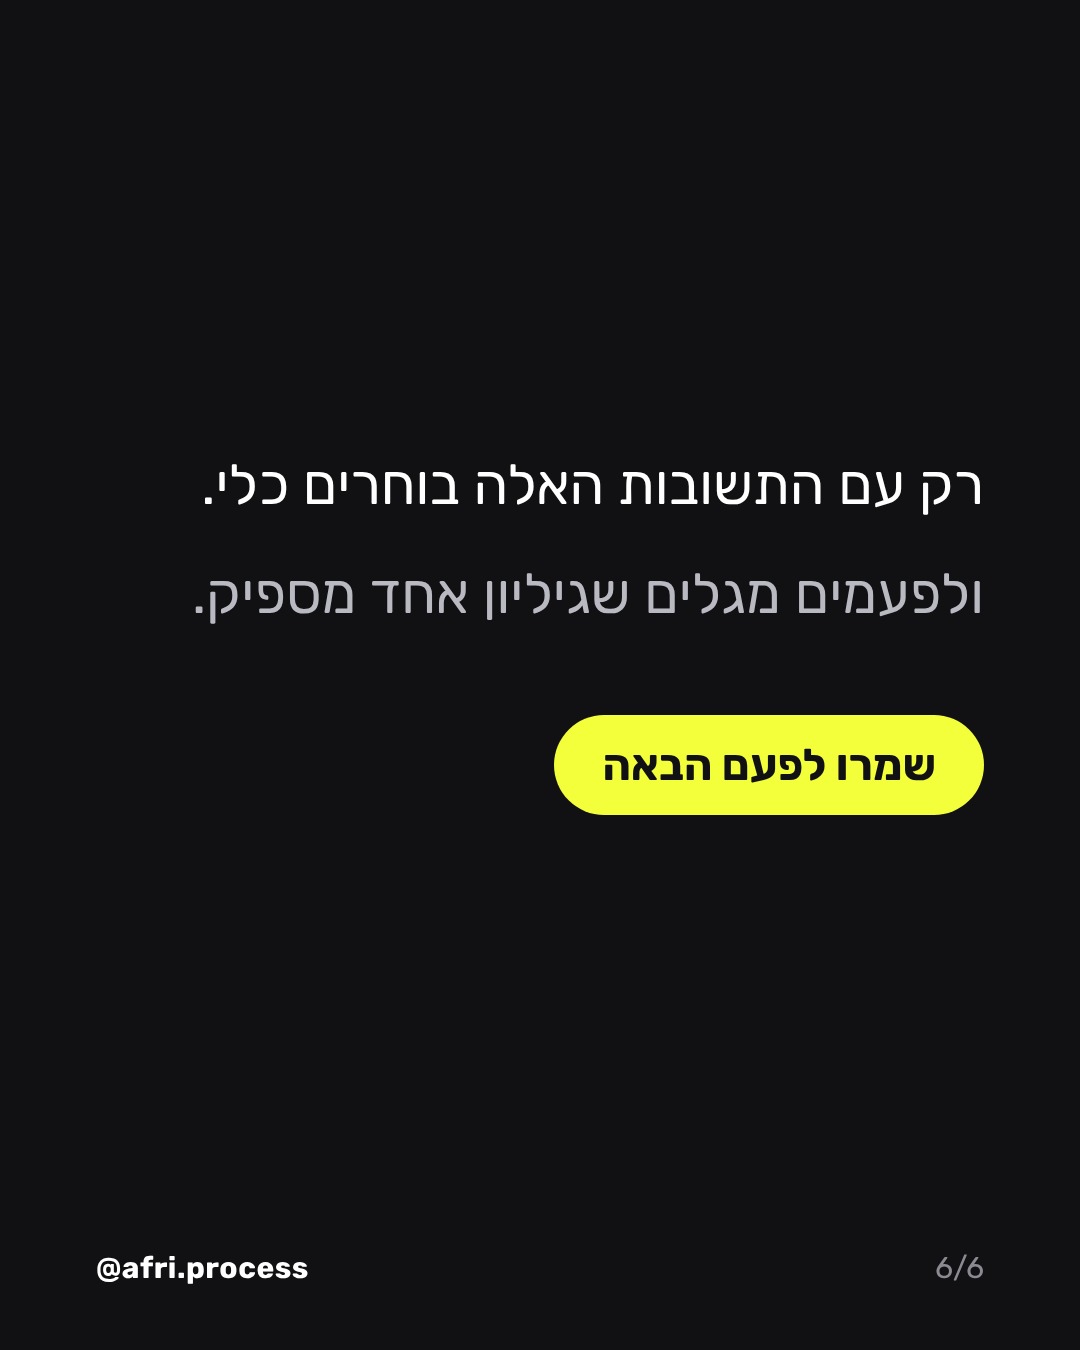 רק עם התשובות האלה בוחרים כלי.
ולפעמים מגלים שגיליון אחד מספיק.
שמרו לפעם הבאה
@afri.process
6/6